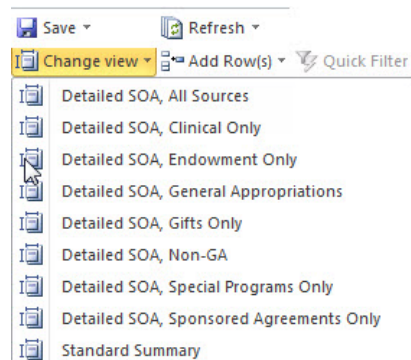 Save Refresh
Change view Add Row(s) Quick Filter
Detailed SOA, All Sources
Detailed SOA, Clinical Only
Detailed SOA, Endowment Only
Detailed SOA, General Appropriations
Detailed SOA, Gifts Only
Detailed SOA, Non-GA
Detailed SOA, Special Programs Only
Detailed SOA, Sponsored Agreements Only
Standard Summary